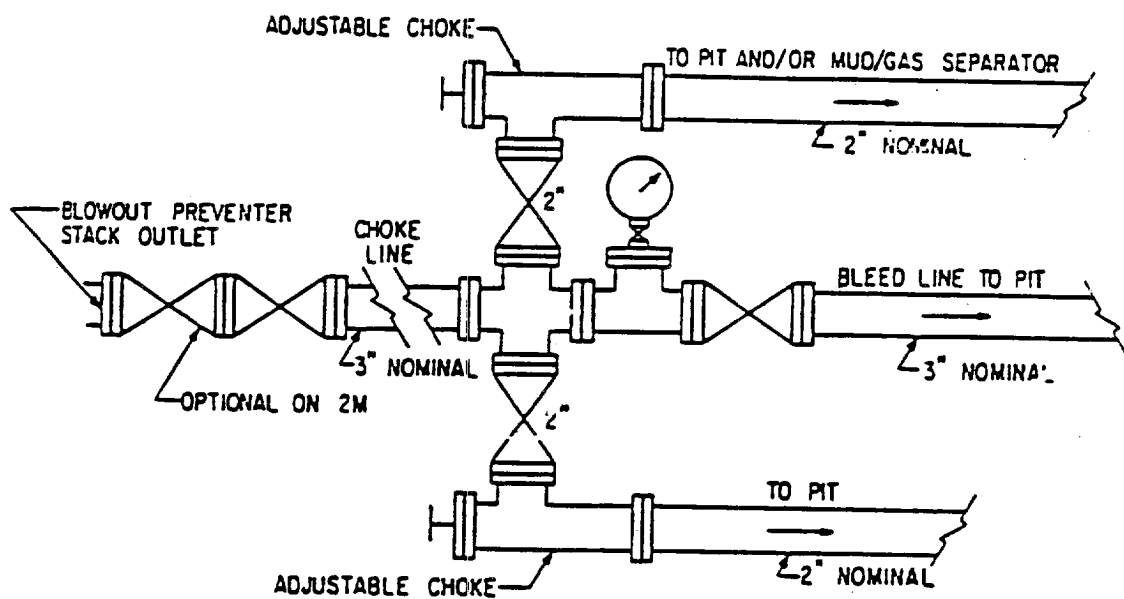 ADJUSTABLE CHOKE
TO PIT AND/OR MUD/GAS SEPARATOR
2" NOMINAL
2"
BLOWOUT PREVENTER
STACK OUTLET
CHOKE
LINE
BLEED LINE TO PIT
3" NOMINAL
3" NOMINAL
OPTIONAL ON 2M
2"
TO PIT
2" NOMINAL
ADJUSTABLE CHOKE